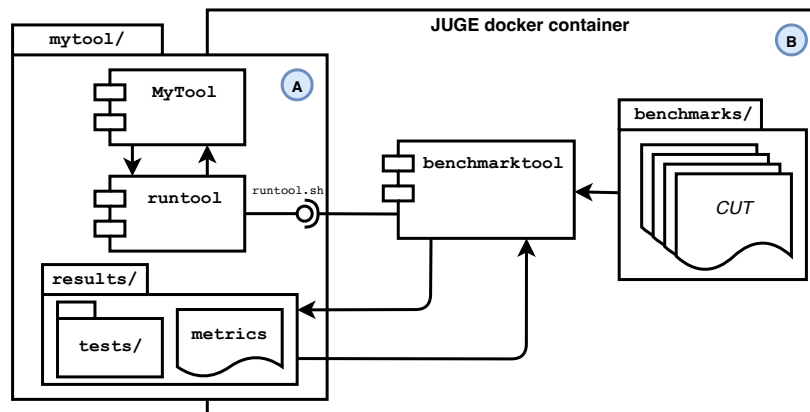 JUGE docker container
B
mytool/
A
MyTool
benchmarks/
benchmarktool
runtool.sh
runtool
CUT
results/
metrics
tests/